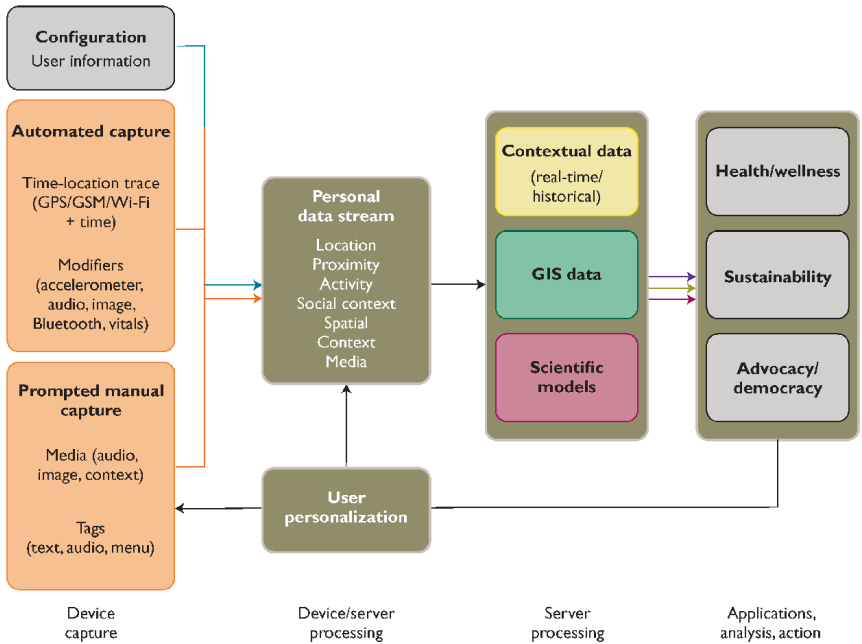 Configuration
User information
Automated capture
Time-location trace
(GPS/GSM/Wi-Fi
+ time)
Modifiers
(accelerometer,
audio, image,
Bluetooth, vitals)
Prompted manual
capture
Media (audio,
image, context)
Tags
(text, audio, menu)
Personal
data stream
Location
Proximity
Activity
Social context
Spatial
Context
Media
User
personalization
Contextual data
(real-time/
historical)
GIS data
Scientific
models
Health/wellness
Sustainability
Advocacy/
democracy
Device
capture
Device/server
processing
Server
processing
Applications,
analysis, action